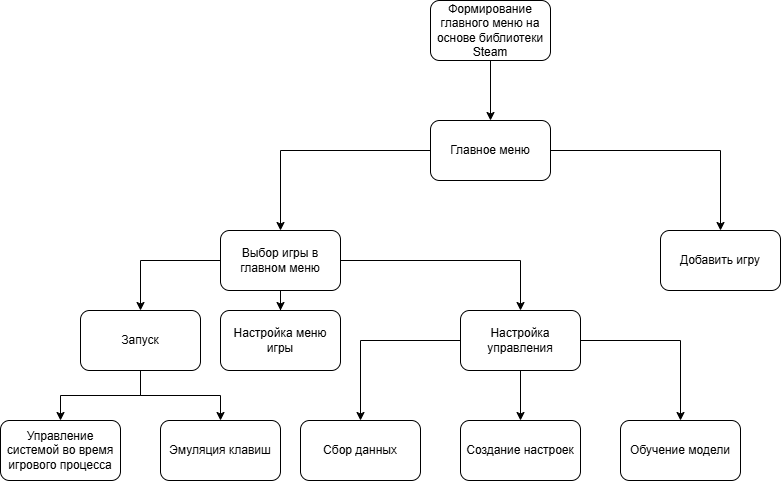 Формирование
главного меню на
основе библиотеки
Steam
Главное меню
Выбор игры в
главном меню
Добавить игру
Запуск
Настройка меню
игры
Настройка
управления
Управление
системой во время
игрового процесса
Эмуляция клавиш
Сбор данных
Создание настроек
Обучение модели